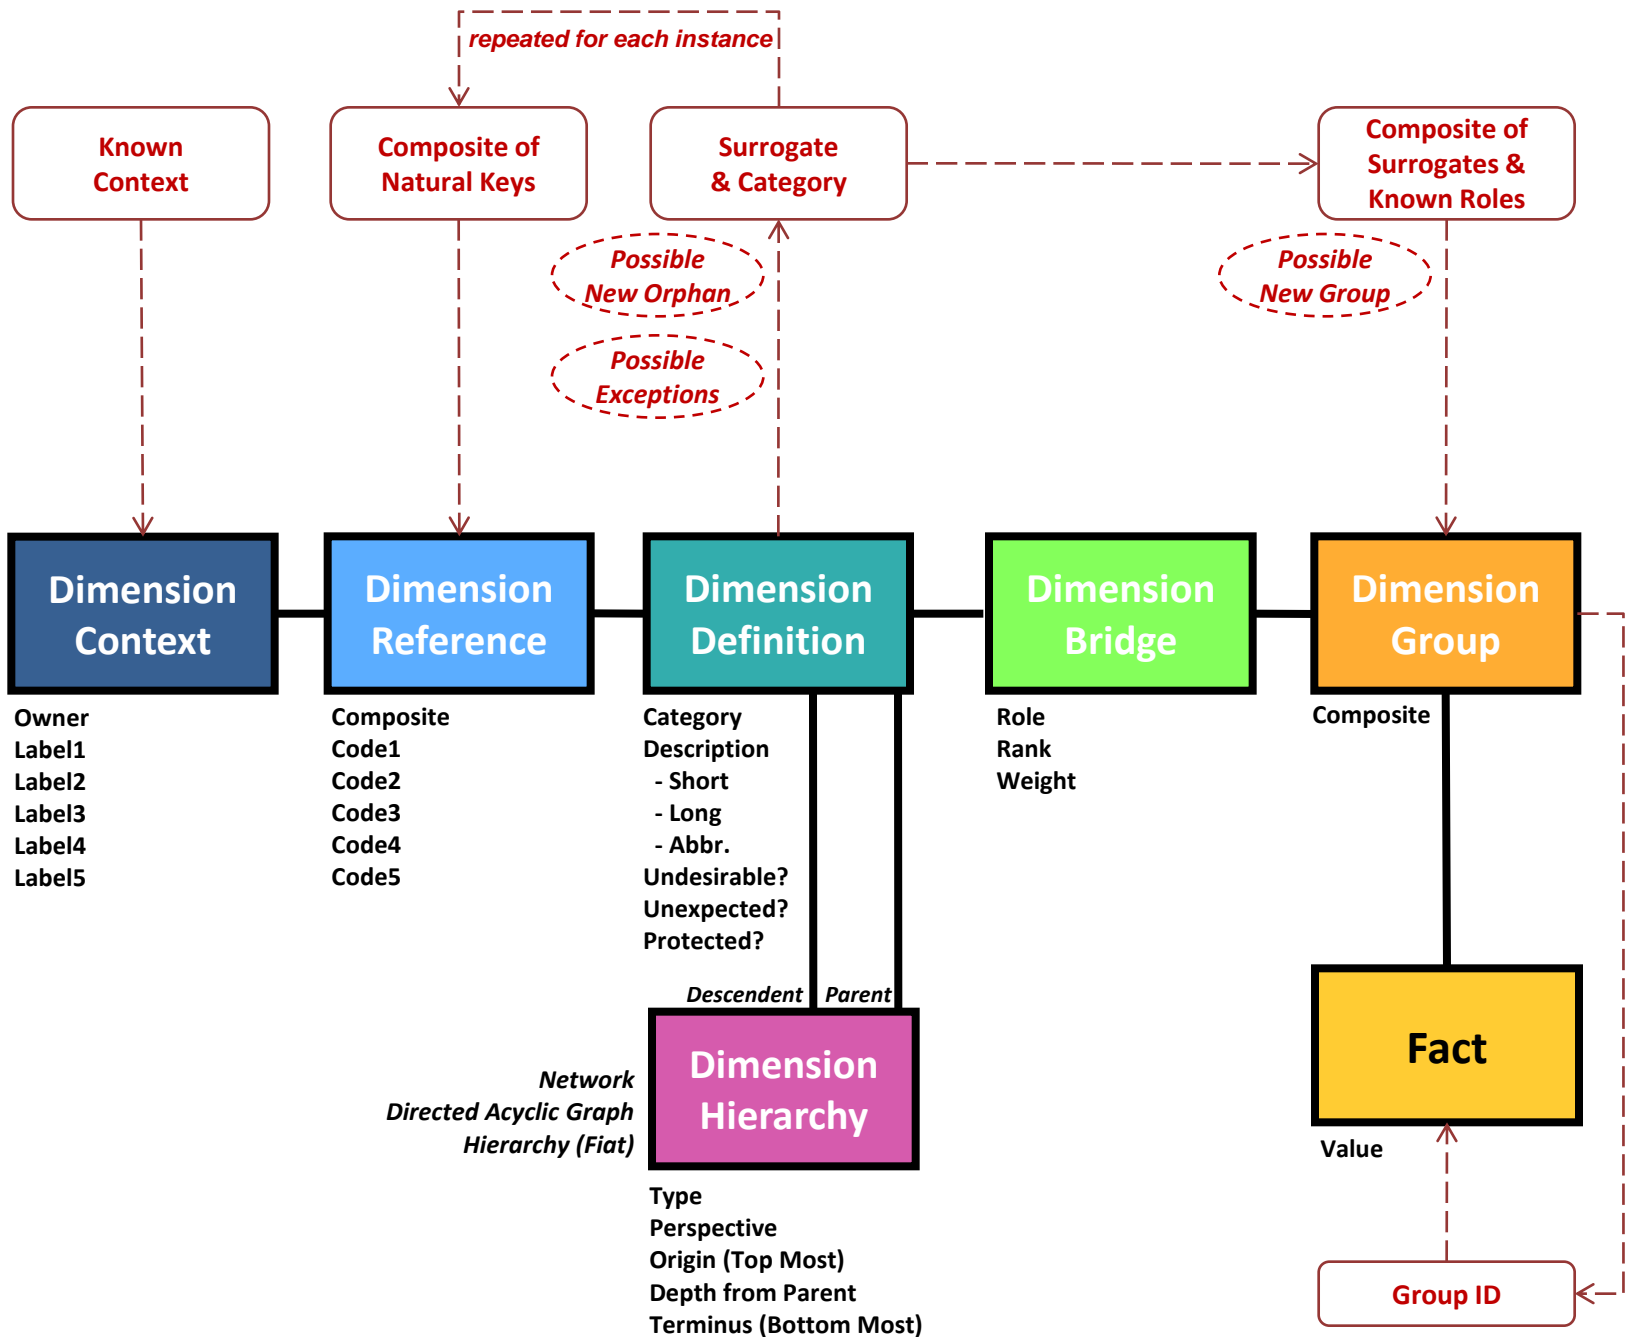 repeated for each instance
Known
Context
Composite of
Natural Keys
Surrogate
& Category
Composite of
Surrogates &
Known Roles
Possible
New Orphan
Possible
New Group
Possible
Exceptions
Dimension
Context
Dimension
Reference
Dimension
Definition
Dimension
Bridge
Dimension
Group
Owner
Label1
Label2
Label3
Label4
Label5
Composite
Code1
Code2
Code3
Code4
Code5
Category
Description
- Short
- Long
- Abbr.
Undesirable?
Unexpected?
Protected?
Role
Rank
Weight
Composite
Descendent
Parent
Dimension
Hierarchy
Network
Directed Acyclic Graph
Hierarchy (Fiat)
Fact
Value
Type
Perspective
Origin (Top Most)
Depth from Parent
Terminus (Bottom Most)
Group ID